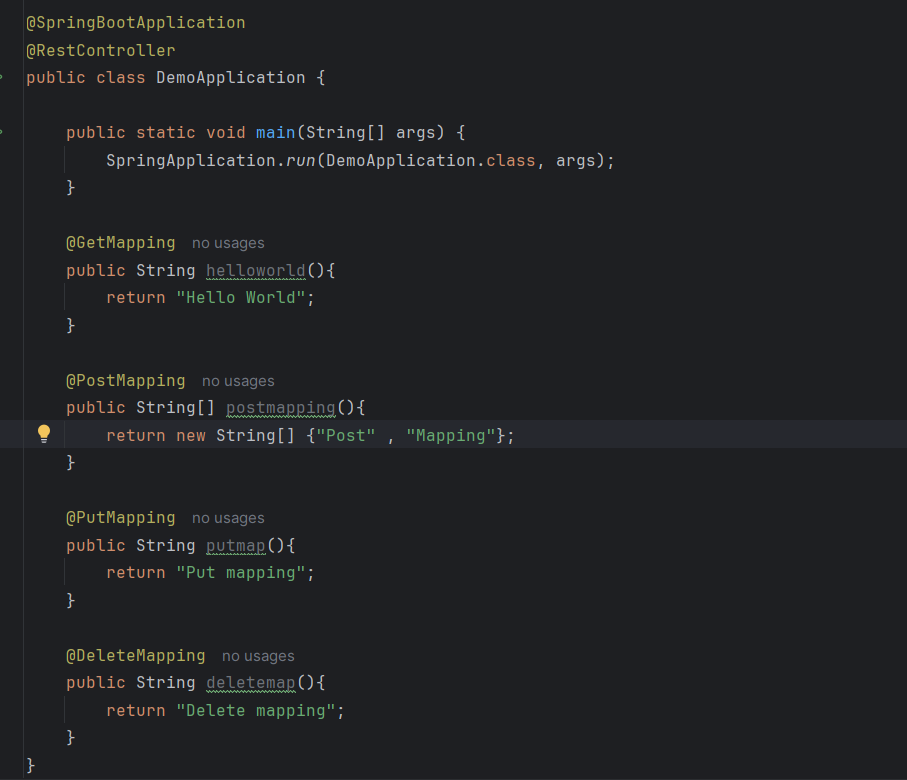 @SpringBootApplication
@RestController
public class DemoApplication {
public static void main(String[] args) {
SpringApplication.run(DemoApplication.class, args);
}
@GetMapping no usages
public String helloworld(){
return "Hello World";
}
@PostMapping no usages
public String[] postmapping(){
return new String[] {"Post" , "Mapping"};
}
@PutMapping no usages
public String putmap(){
return "Put mapping";
}
@DeleteMapping no usages
public String deletemap(){
return "Delete mapping";
}
}